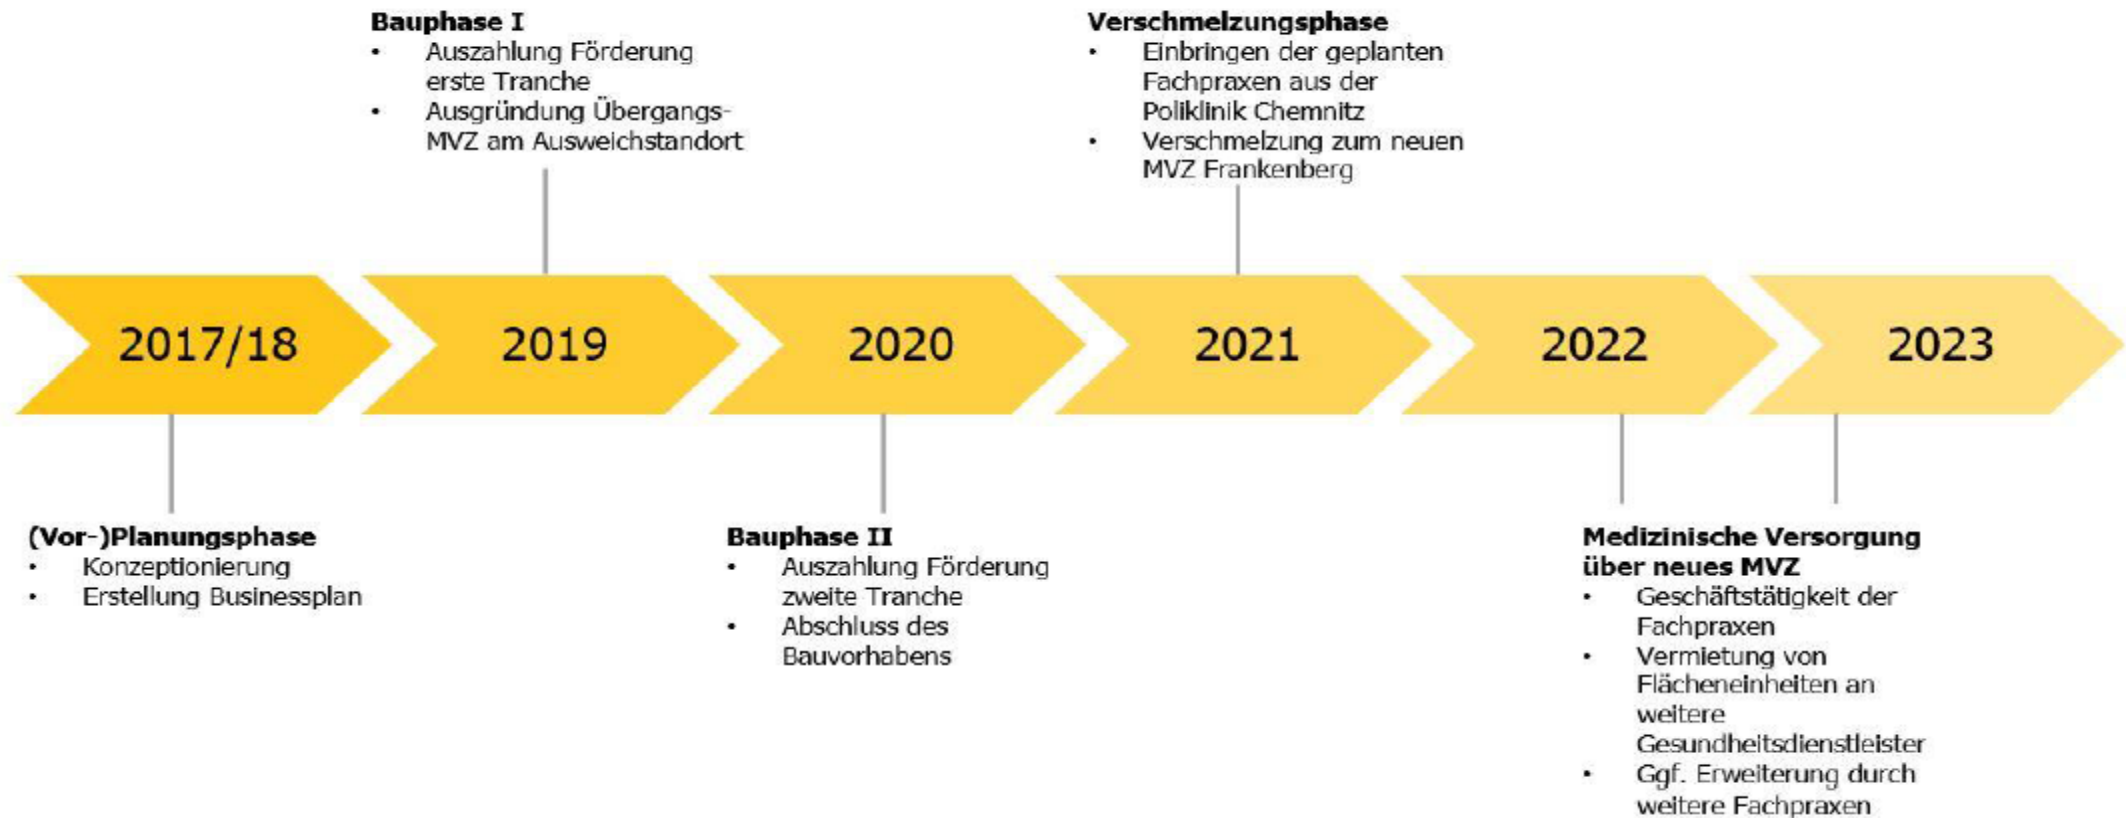 Bauphase I
• Auszahlung Förderung
erste Tranche
• Ausgründung Übergangs-
MVZ am Ausweichstandort
Verschmelzungsphase
• Einbringen der geplanten
Fachpraxen aus der
Poliklinik Chemnitz
• Verschmelzung zum neuen
MVZ Frankenberg
2017/18
2019
2020
2021
2022
2023
(Vor-)Planungsphase
• Konzeptionierung
• Erstellung Businessplan
Bauphase II
• Auszahlung Förderung
zweite Tranche
• Abschluss des
Bauvorhabens
Medizinische Versorgung
über neues MVZ
• Geschäftstätigkeit der
Fachpraxen
• Vermietung von
Flächeneinheiten an
weitere
Gesundheitsdienstleister
• Ggf. Erweiterung durch
weitere Fachpraxen